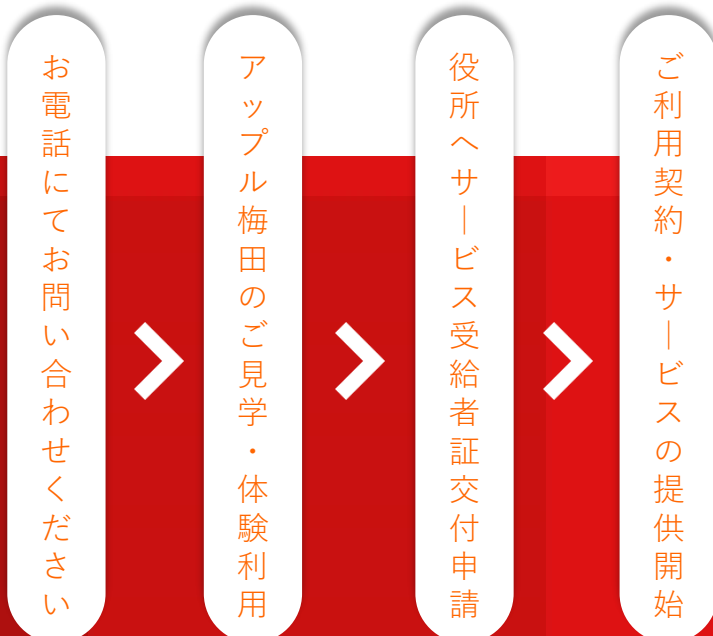 お電話にてお問い合わせください
アップル梅田のご見学・体験利用
役所へサービス受給者証交付申請
ご利用契約・サービスの提供開始